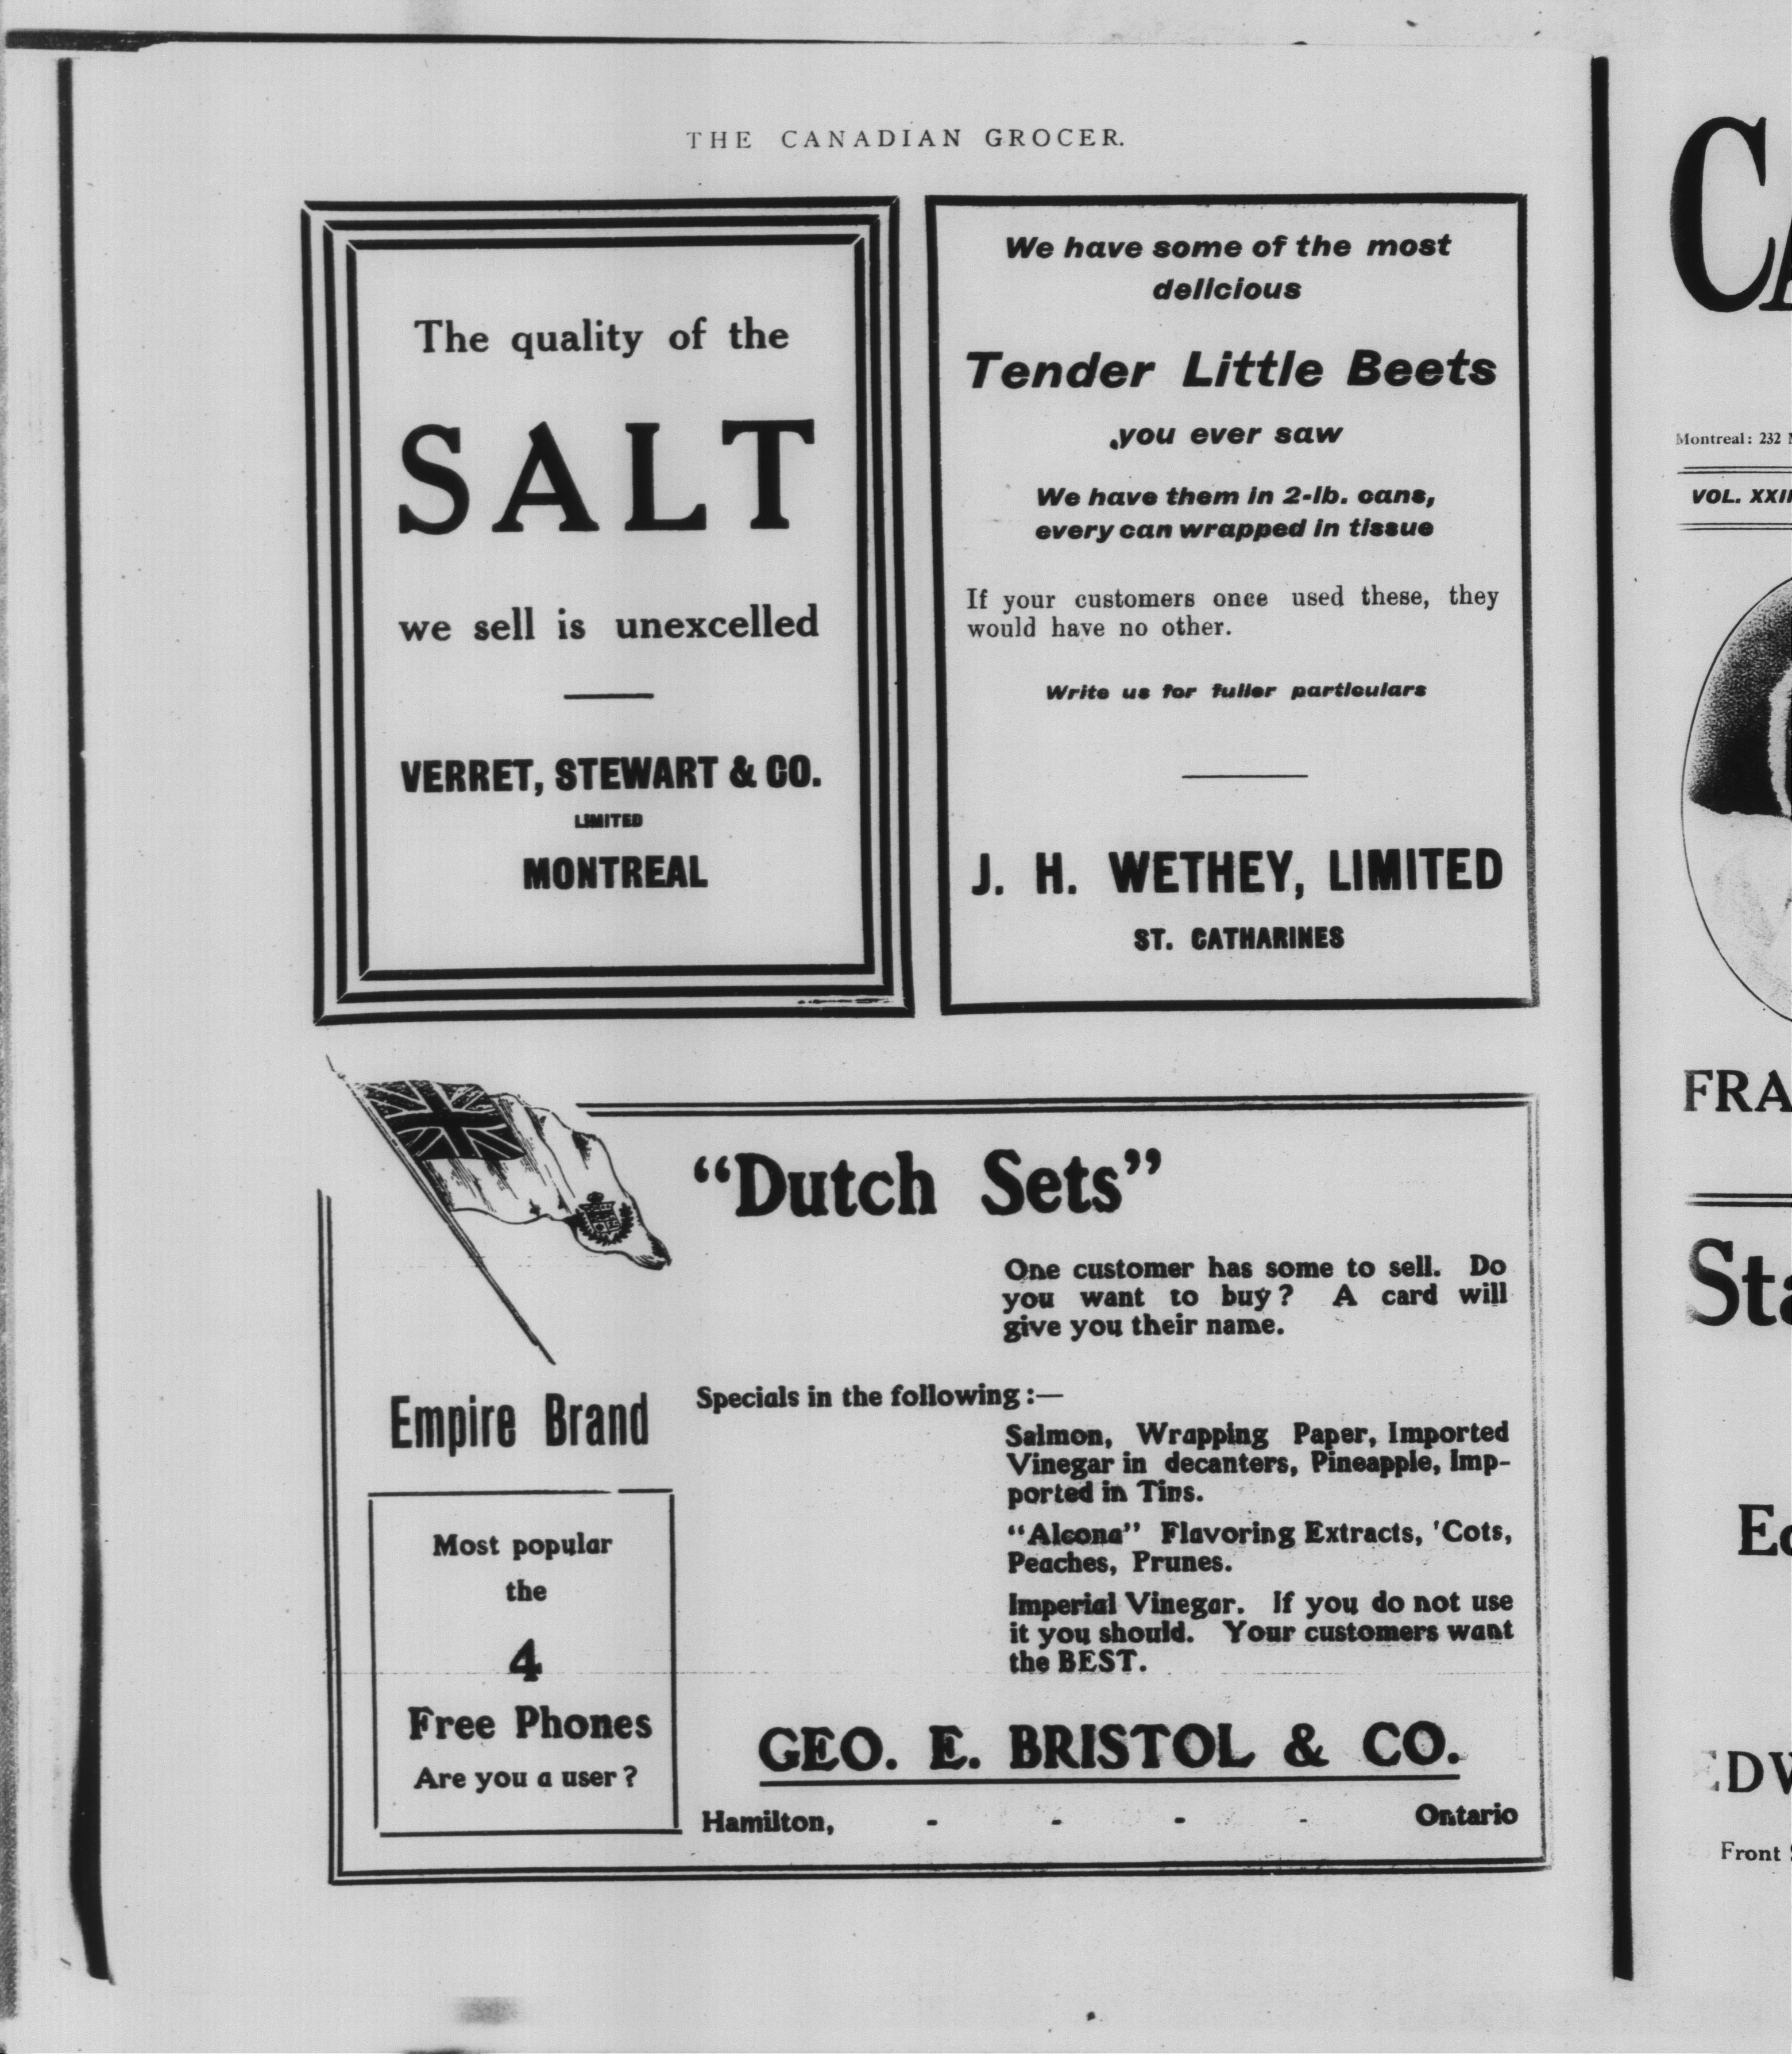 THE CANADIAN GROCER.
The quality of the
SALT
we sell is unexcelled
VERRET, STEWART & CO.
LIMITED
MONTREAL
We have some of the most
delicious
Tender Little Beets
you ever saw
We have them in 2-lb. cans,
every can wrapped in tissue
If your customers once used these, they
would have no other.
Write us for fuller particulars
J. H. WETHEY, LIMITED
ST. CATHARINES
"Dutch Sets"
One customer has some to sell. Do
you want to buy? A card will
give you their name.
Empire Brand
Most popular
the
4
Free Phones
Are you a user?
Specials in the following:—
Salmon, Wrapping Paper, Imported
Vinegar in decanters, Pineapple, Imp-
ported in Tins.
"Alcona" Flavoring Extracts, 'Cots,
Peaches, Prunes.
Imperial Vinegar. If you do not use
it you should. Your customers want
the BEST.
GEO. E. BRISTOL & CO.
Hamilton, - - - - Ontario
Montreal: 232
VOL.
Front